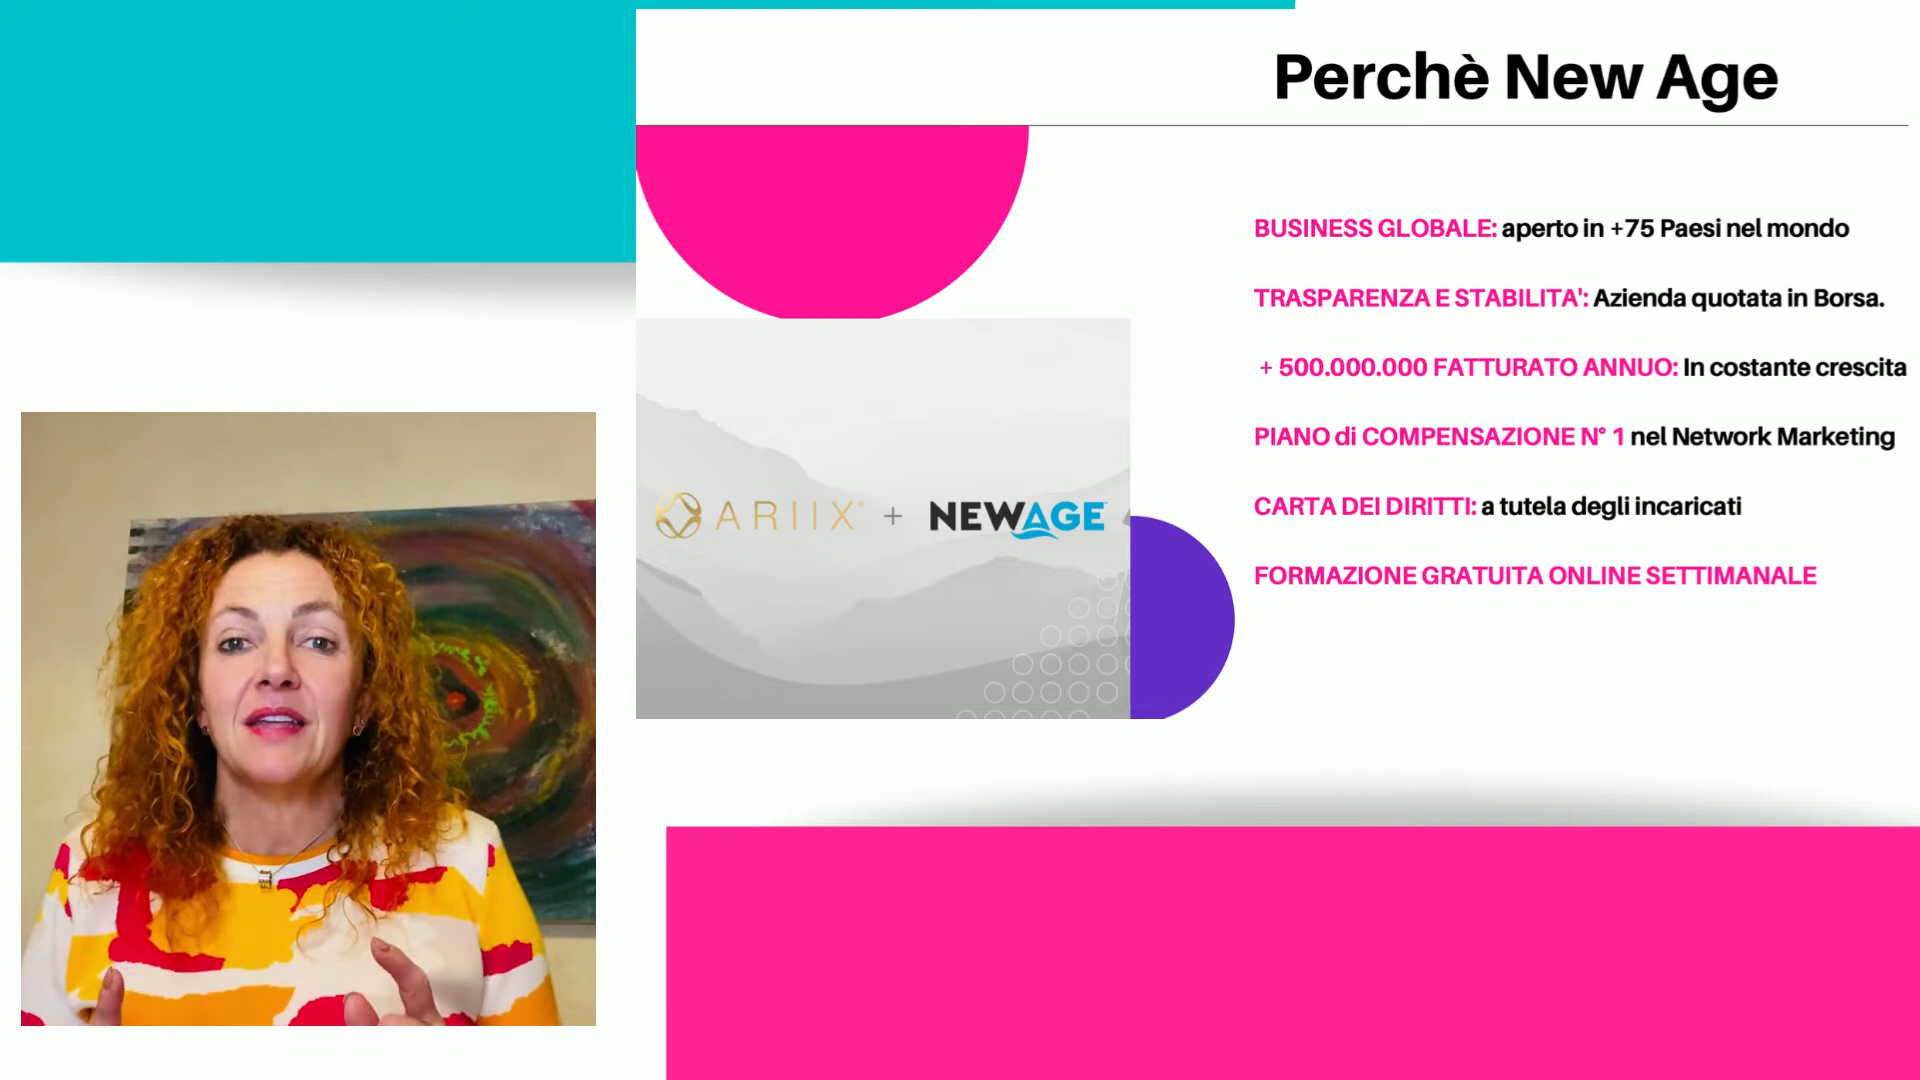 Perchè New Age
BUSINESS GLOBALE: aperto in +75 Paesi nel mondo
TRASPARENZA E STABILITA': Azienda quotata in Borsa.
+ 500.000.000 FATTURATO ANNUO: In costante crescita
PIANO di COMPENSAZIONE N° 1 nel Network Marketing
CARTA DEI DIRITTI: a tutela degli incaricati
FORMAZIONE GRATUITA ONLINE SETTIMANALE
ARIIX + NEWAGE